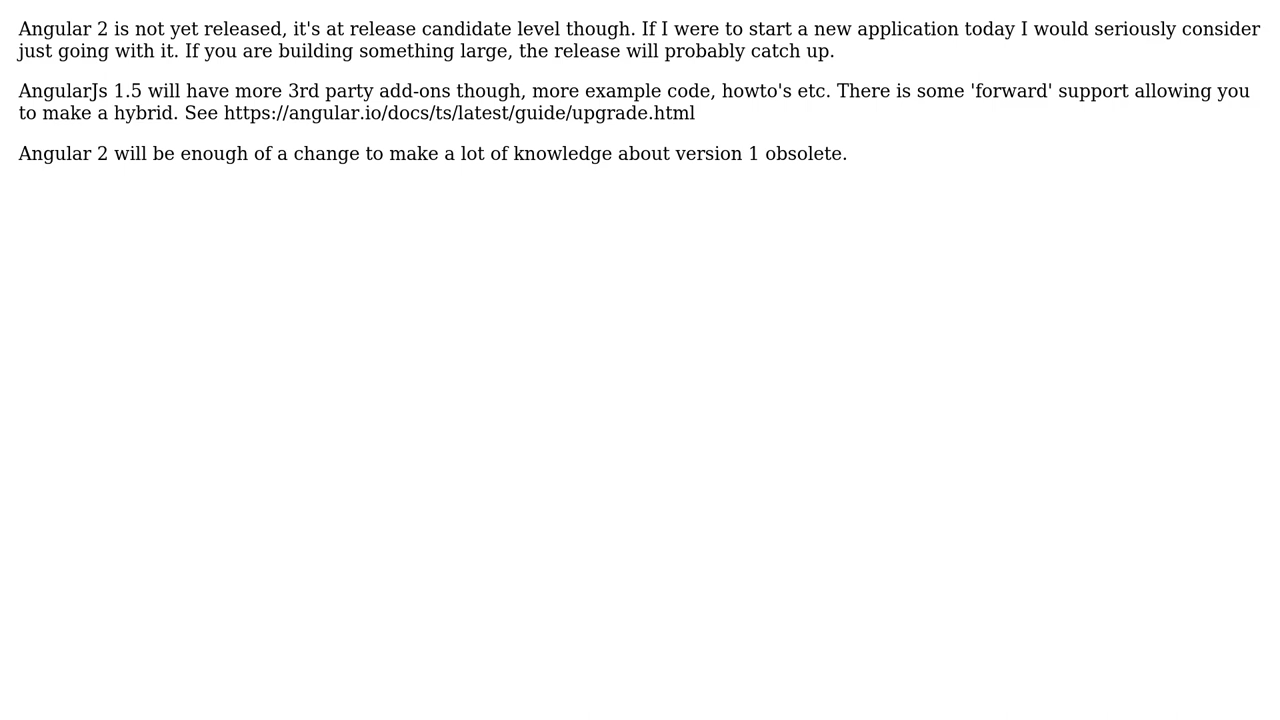 Angular 2 is not yet released, it's at release candidate level though. If I were to start a new application today I would seriously consider
just going with it. If you are building something large, the release will probably catch up.
AngularJs 1.5 will have more 3rd party add-ons though, more example code, howto's etc. There is some 'forward' support allowing you
to make a hybrid. See https://angular.io/docs/ts/latest/guide/upgrade.html
Angular 2 will be enough of a change to make a lot of knowledge about version 1 obsolete.